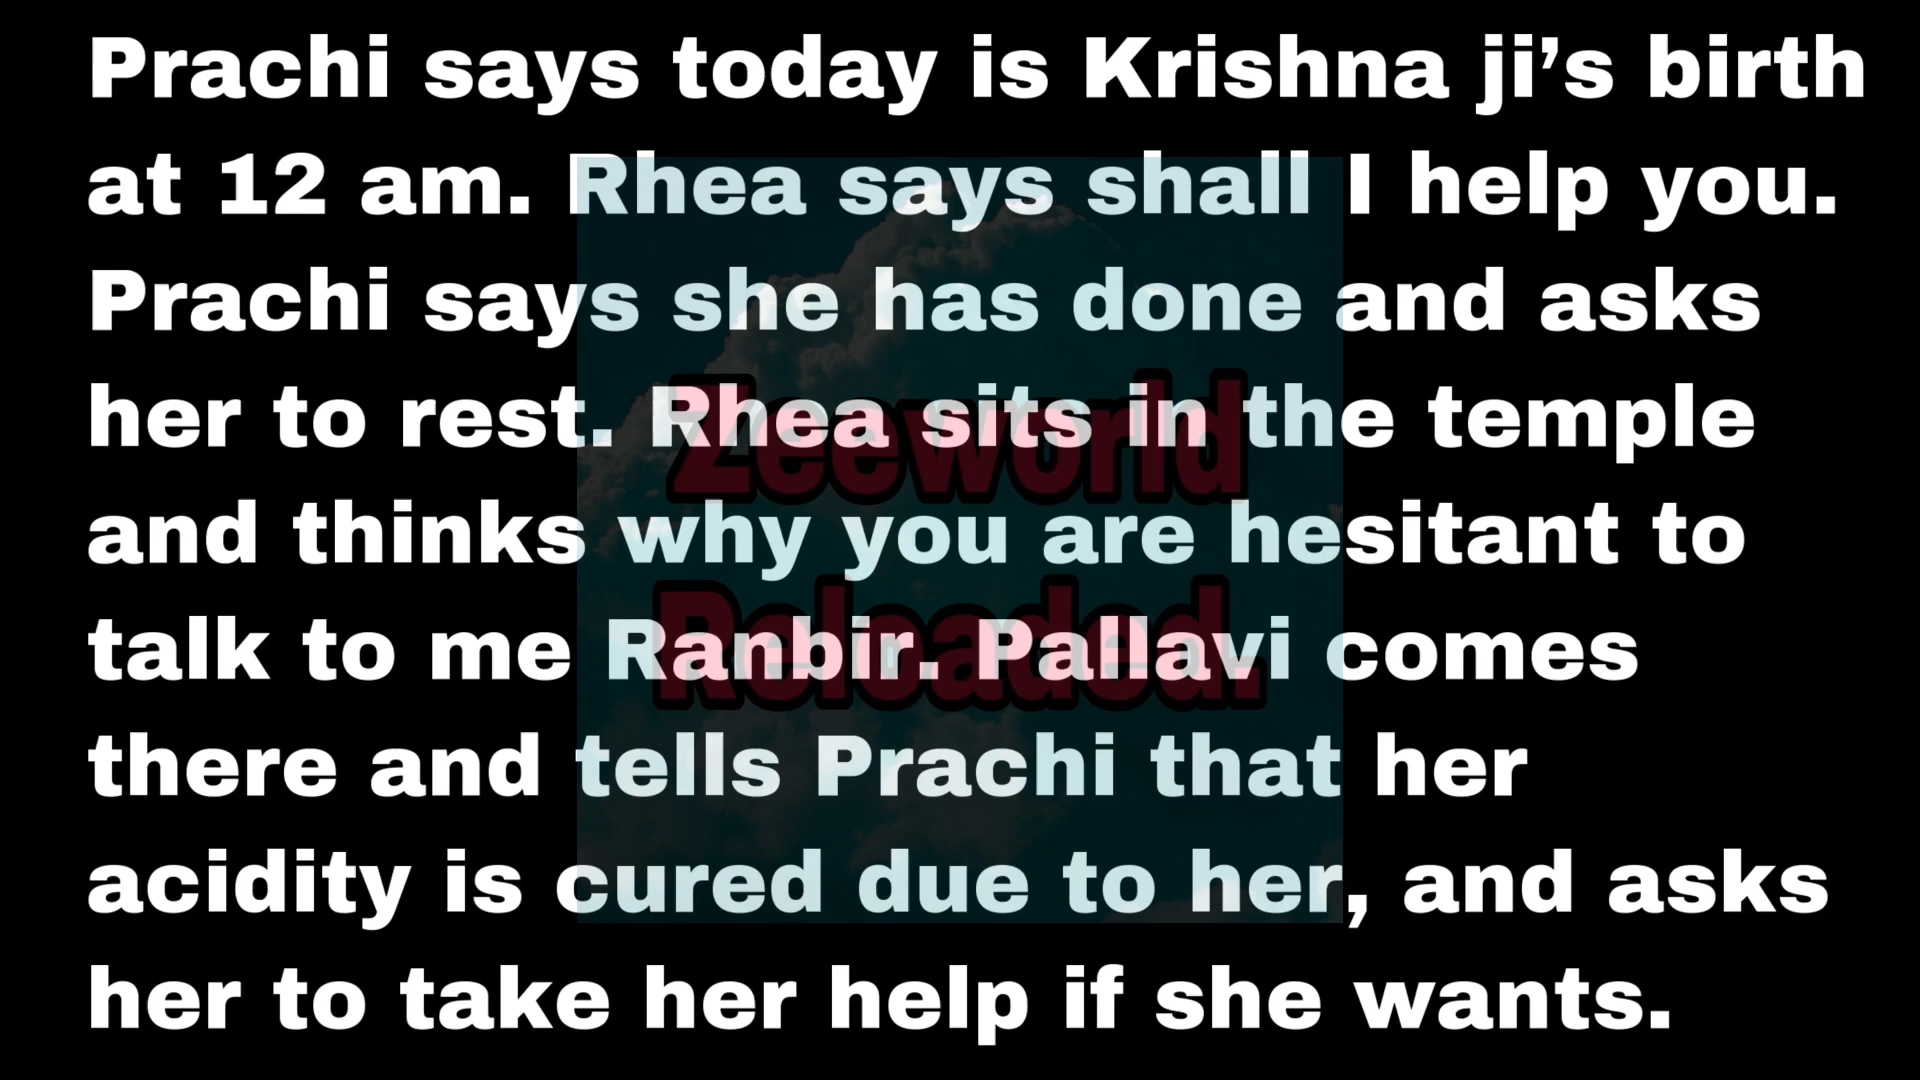 Prachi says today is Krishna ji’s birth
at 12 am. Rhea says shall I help you.
Prachi says she has done and asks
her to rest. Rhea sits in the temple
and thinks why you are hesitant to
talk to me Ranbir. Pallavi comes
there and tells Prachi that her
acidity is cured due to her, and asks
her to take her help if she wants.
Zeeworld
Reloaded.